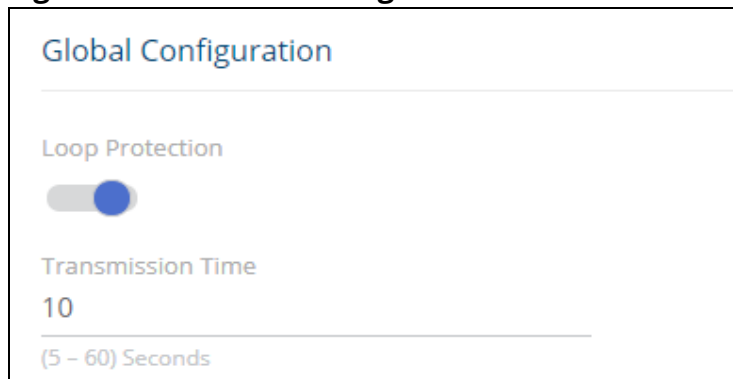 Global Configuration
Loop Protection
Transmission Time
10
(5 – 60) Seconds